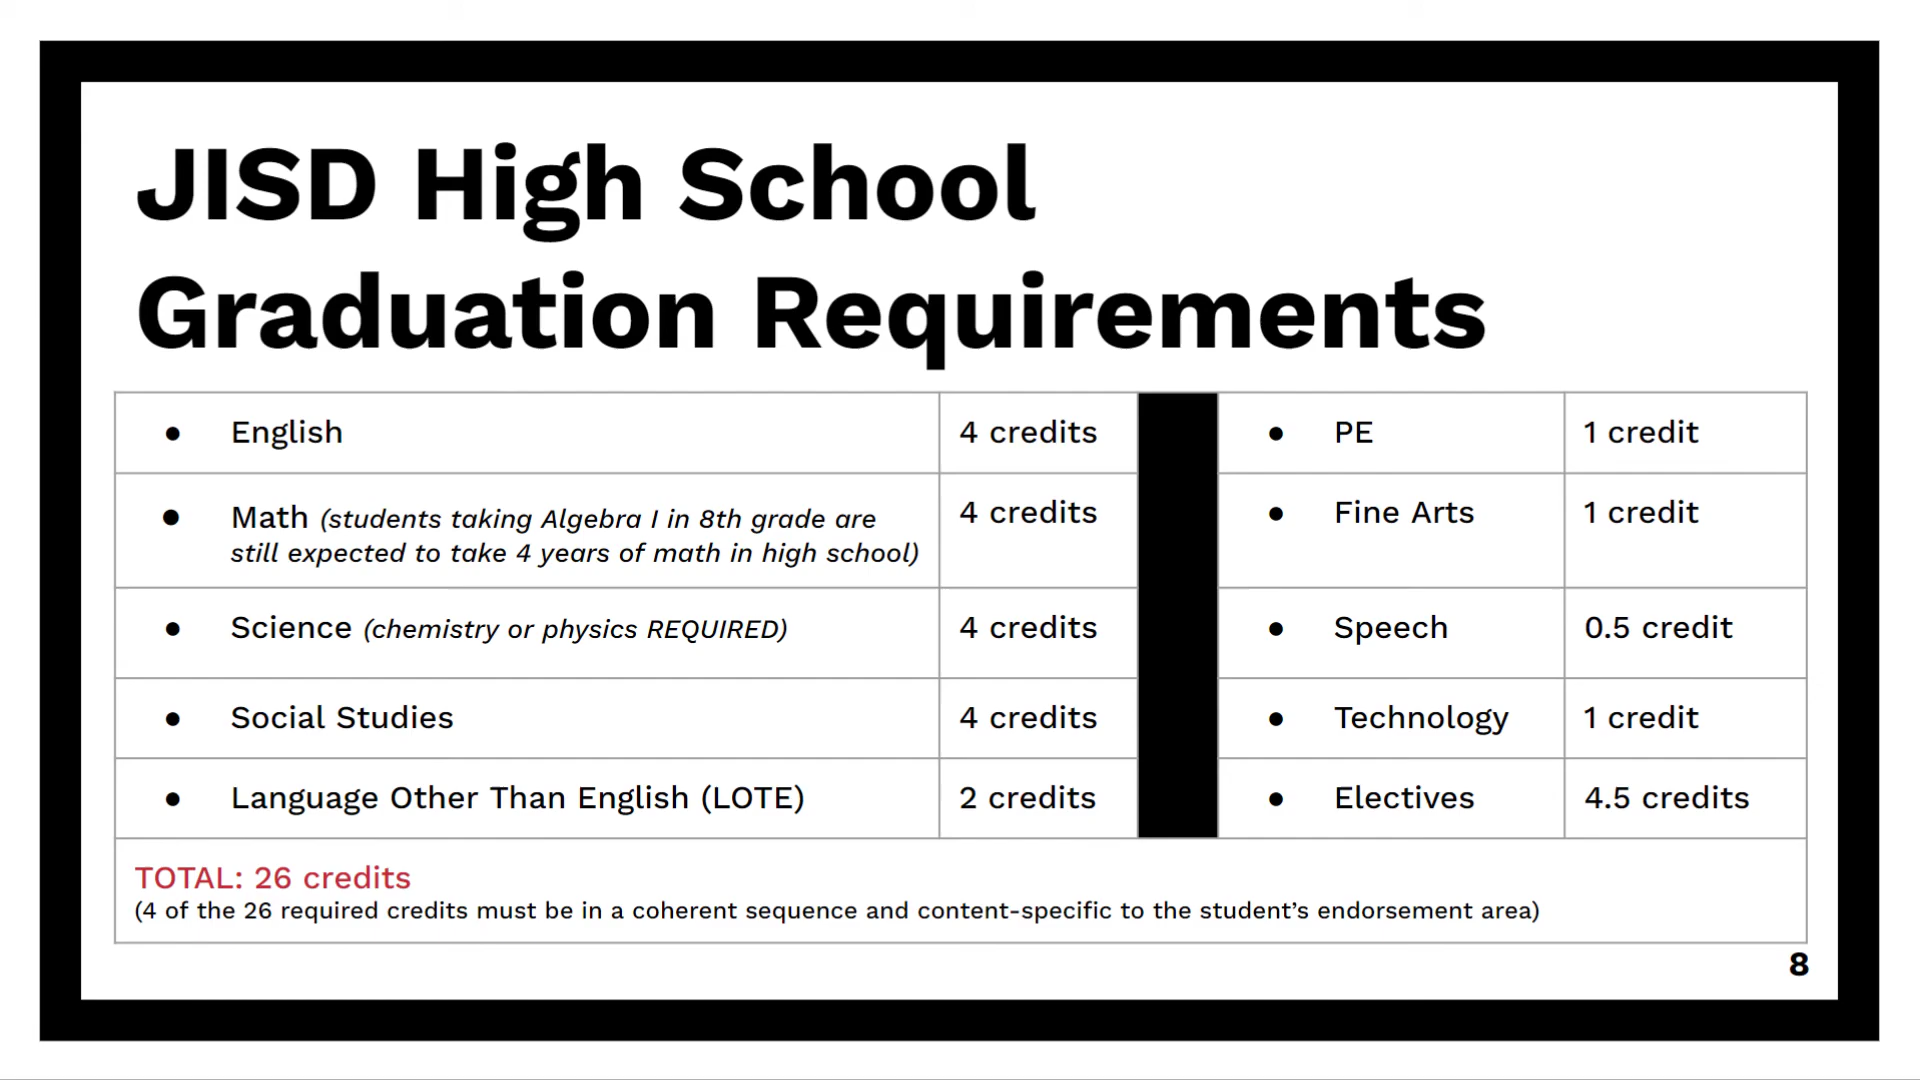 JISD High School
Graduation Requirements
● English 4 credits ● PE 1 credit
● Math (students taking Algebra I in 8th grade are
still expected to take 4 years of math in high school) 4 credits ● Fine Arts 1 credit
● Science (chemistry or physics REQUIRED) 4 credits ● Speech 0.5 credit
● Social Studies 4 credits ● Technology 1 credit
● Language Other Than English (LOTE) 2 credits ● Electives 4.5 credits
TOTAL: 26 credits
(4 of the 26 required credits must be in a coherent sequence and content-specific to the student’s endorsement area)
8